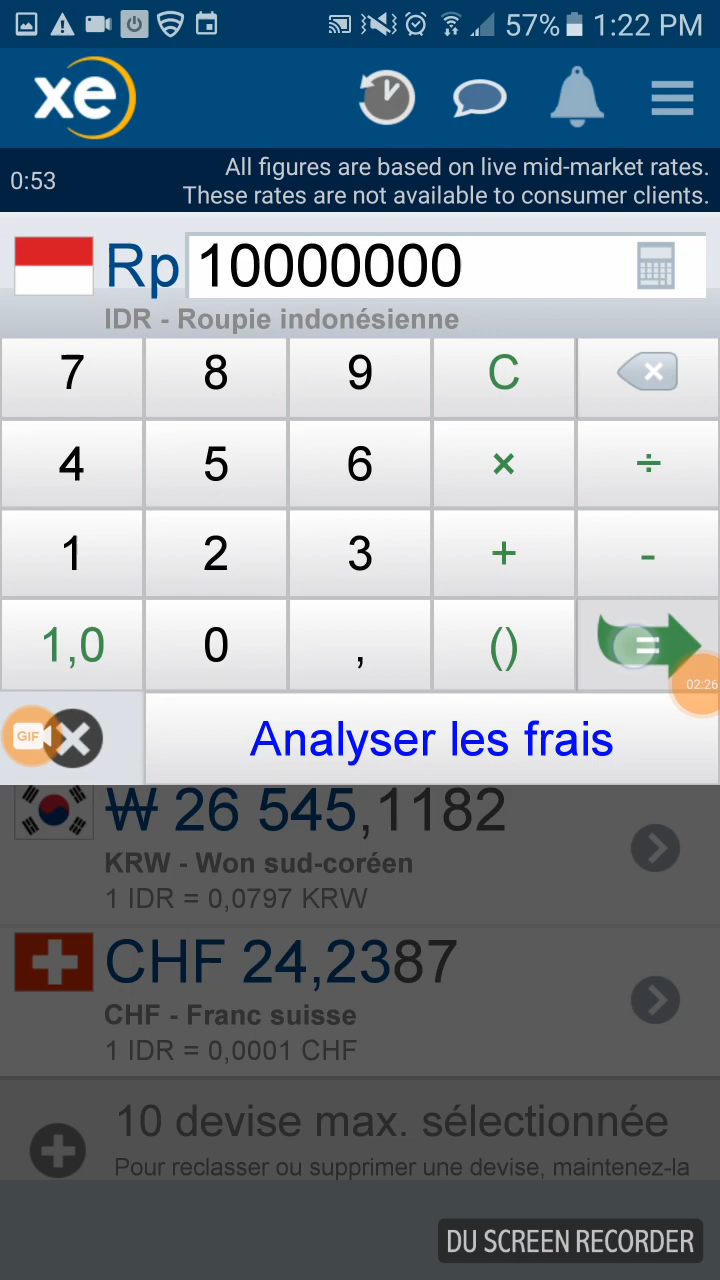 57% 1:22 PM
xe
0:53
All figures are based on live mid-market rates.
These rates are not available to consumer clients.
Rp 10000000
IDR - Roupie indonésienne
7 8 9 C
4 5 6 × ÷
1 2 3 + -
1,0 0 , () =
02:26
GIF
Analyser les frais
₩ 26 545,1182
KRW - Won sud-coréen
1 IDR = 0,0797 KRW
CHF 24,2387
CHF - Franc suisse
1 IDR = 0,0001 CHF
10 devise max. sélectionnée
Pour reclasser ou supprimer une devise, maintenez-la
DU SCREEN RECORDER